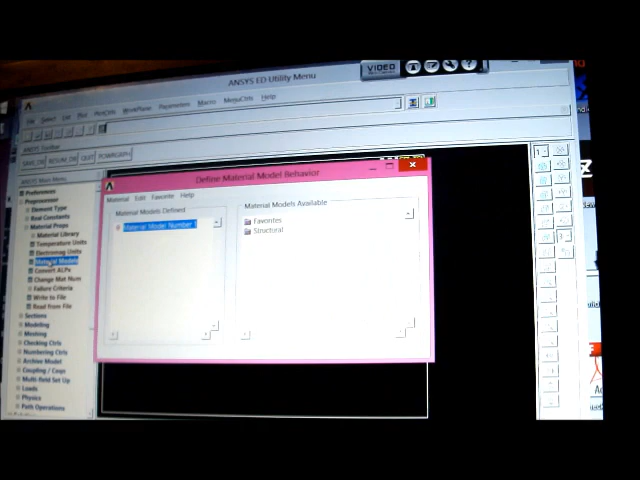 VIDEO
ANSYS ED Utility Menu
File Select List Plot PlotCtrls WorkPlane Parameters Macro MenuCtrls Help
ANSYS Toolbar
SAVE_DB RESUM_DB QUIT POWRGRPH
ANSYS Main Menu
Preferences
Preprocessor
Element Type
Real Constants
Material Props
Material Library
Temperature Units
Electromag Units
Material Models
Convert ALPx
Change Mat Num
Failure Criteria
Write to File
Read from File
Sections
Modeling
Meshing
Checking Ctrls
Numbering Ctrls
Archive Model
Coupling / Ceqn
Multi-field Set Up
Loads
Physics
Path Operations
Define Material Model Behavior
Material Edit Favorite Help
Material Models Defined
Material Model Number 1
Material Models Available
Favorites
Structural
1
3